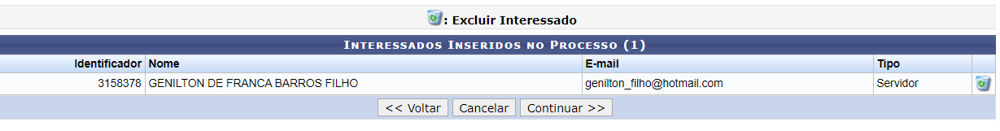 : Excluir Interessado
Interessados Inseridos no Processo (1)
Identificador Nome E-mail Tipo
3158378 GENILTON DE FRANCA BARROS FILHO genilton_filho@hotmail.com Servidor
<< Voltar Cancelar Continuar >>